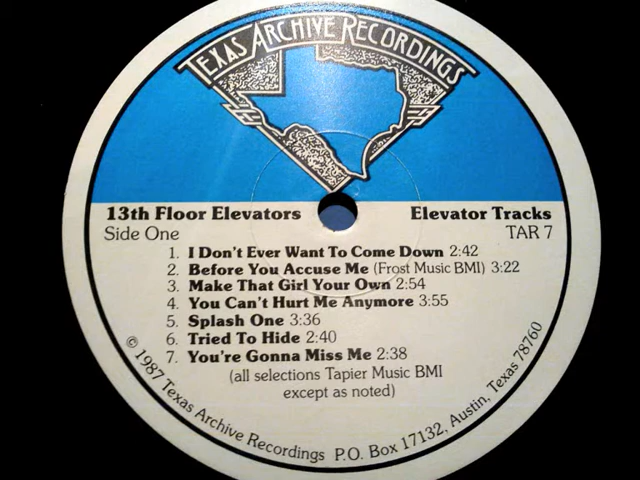 TEXAS ARCHIVE RECORDINGS
13th Floor Elevators
Elevator Tracks
Side One
TAR 7
1. I Don't Ever Want To Come Down 2:42
2. Before You Accuse Me (Frost Music BMI) 3:22
3. Make That Girl Your Own 2:54
4. You Can't Hurt Me Anymore 3:55
5. Splash One 3:36
6. Tried To Hide 2:40
7. You're Gonna Miss Me 2:38
(all selections Tapier Music BMI
except as noted)
© 1987 Texas Archive Recordings P.O. Box 17132, Austin, Texas 78760